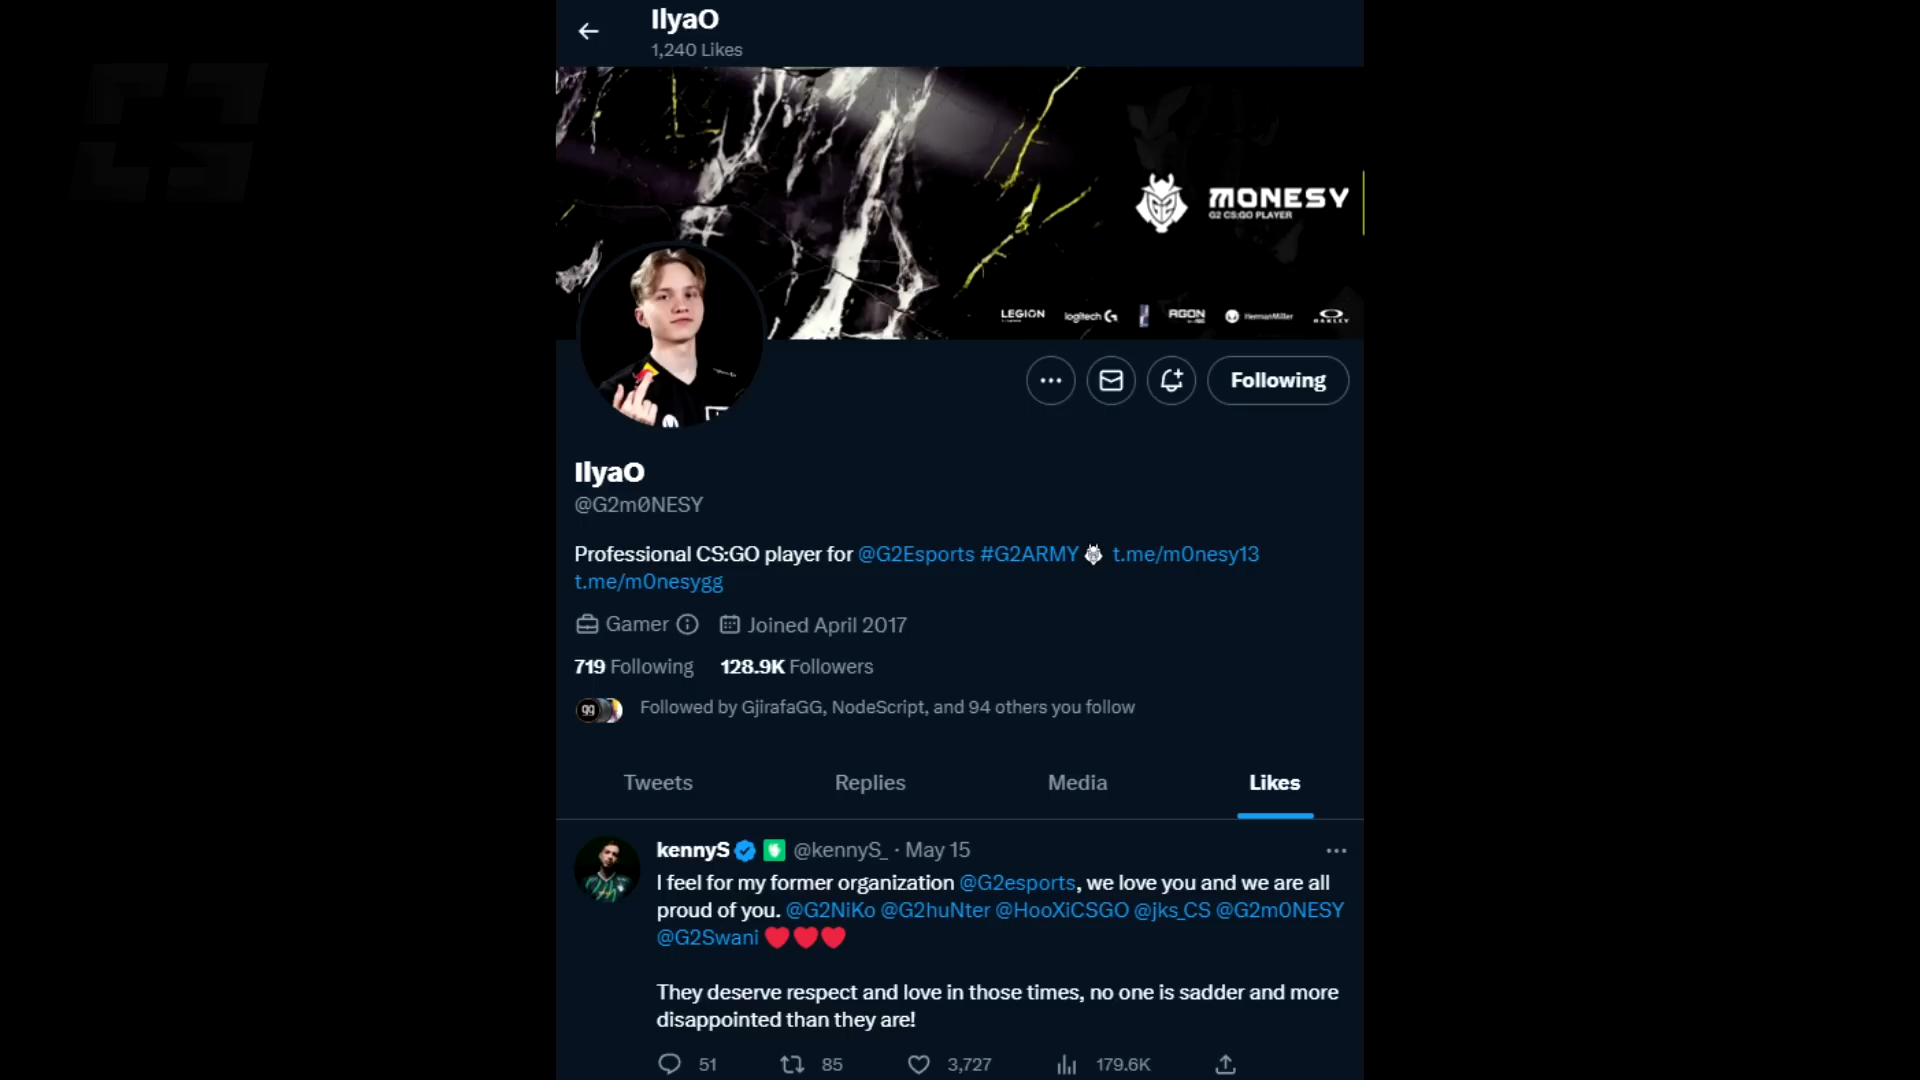 IlyaO
1,240 Likes
MONESY
G2 CS:GO PLAYER
LEGION logitech G AGON HermanMiller OAKLEY
Following
IlyaO
@G2m0NESY
Professional CS:GO player for @G2Esports #G2ARMY t.me/m0nesy13
t.me/m0nesygg
Gamer Joined April 2017
719 Following 128.9K Followers
gg Followed by GjirafaGG, NodeScript, and 94 others you follow
Tweets Replies Media Likes
kennyS @kennyS_ · May 15
I feel for my former organization @G2esports, we love you and we are all
proud of you. @G2NiKo @G2huNter @HooXiCSGO @jks_CS @G2m0NESY
@G2Swani ❤️❤️❤️
They deserve respect and love in those times, no one is sadder and more
disappointed than they are!
51 85 3,727 179.6K